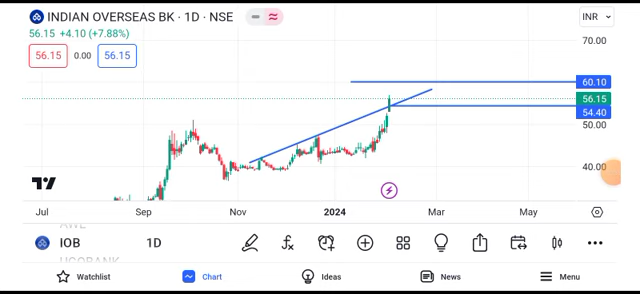 INDIAN OVERSEAS BK · 1D · NSE
INR
56.15 +4.10 (+7.88%)
56.15 0.00 56.15
70.00
60.10
56.15
54.40
50.00
40.00
Jul Sep Nov 2024 Mar May
IOB 1D
Watchlist Chart Ideas News Menu